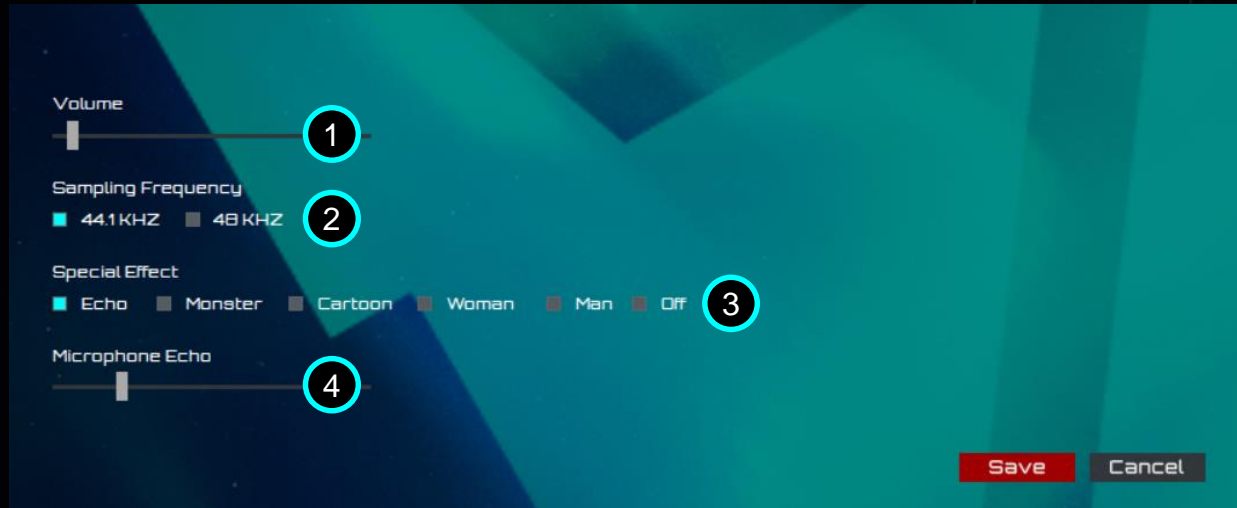 Volume
1
Sampling Frequency
44.1 KHZ 48 KHZ 2
Special Effect
Echo Monster Cartoon Woman Man Off 3
Microphone Echo
4
Save Cancel